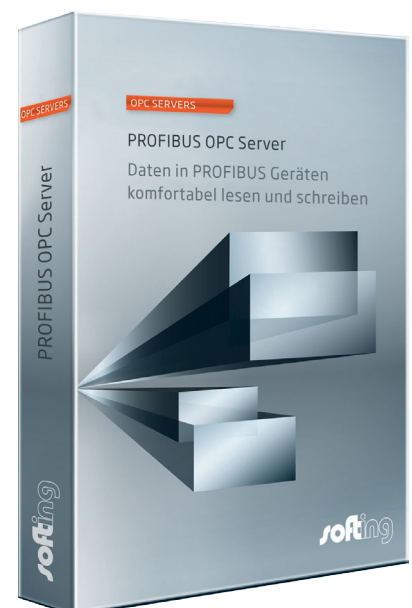 OPC SERVERS
PROFIBUS OPC Server
softing
OPC SERVERS
PROFIBUS OPC Server
Daten in PROFIBUS Geräten
komfortabel lesen und schreiben
softing